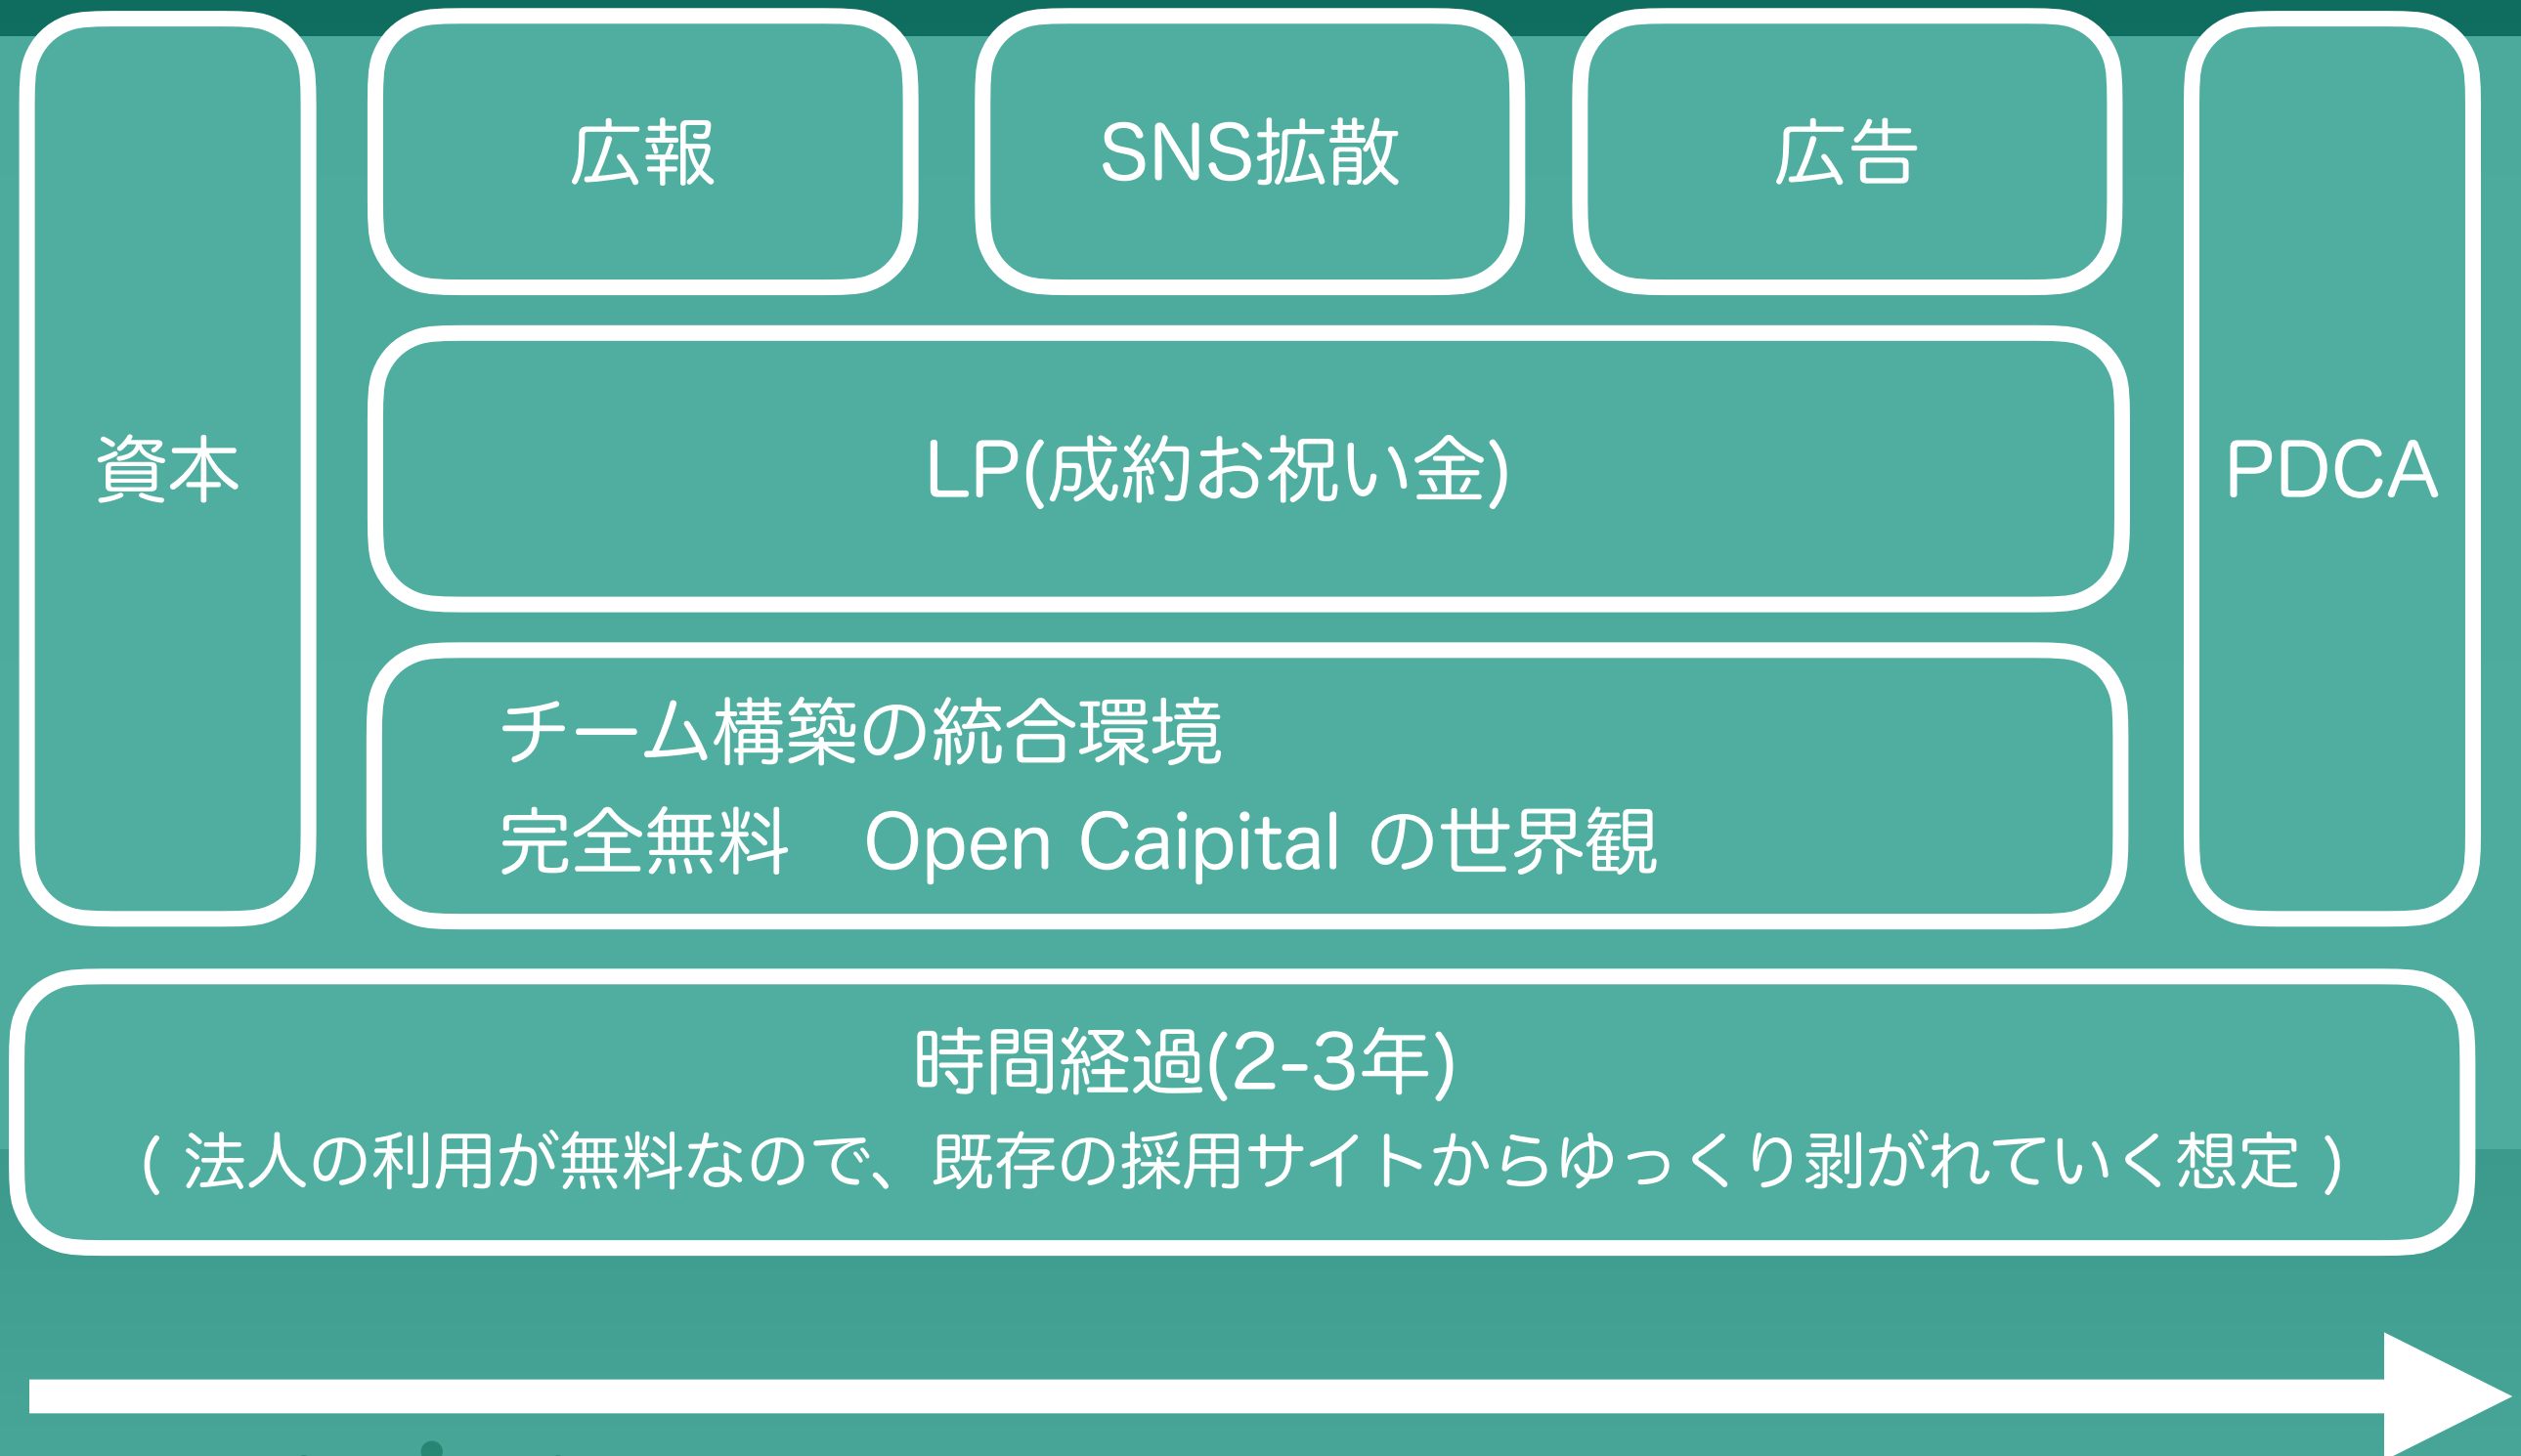 資本
広報
SNS拡散
広告
LP(成約お祝い金)
PDCA
チーム構築の統合環境
完全無料　Open Caipital の世界観
時間経過(2-3年)
( 法人の利用が無料なので、既存の採用サイトからゆっくり剥がれていく想定 )